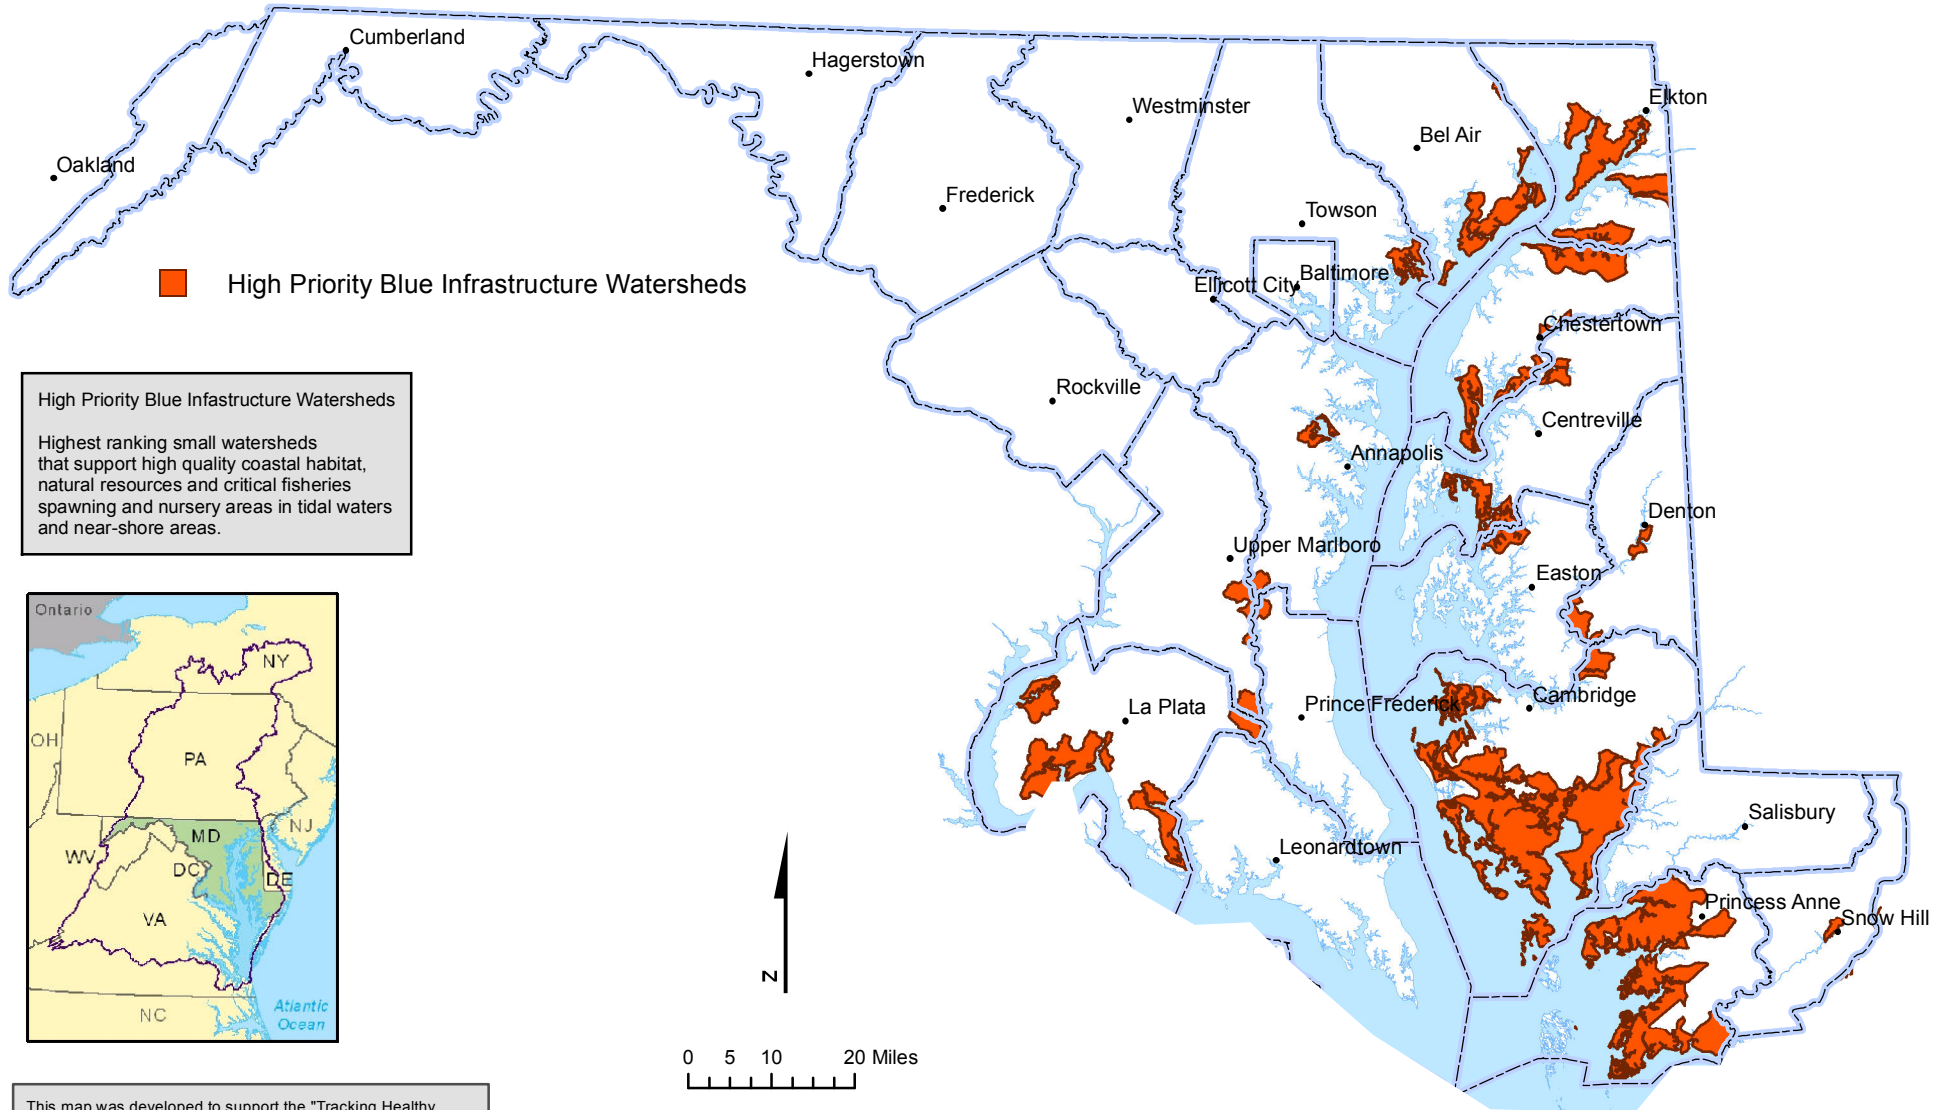 Cumberland
Hagerstown
Oakland
Westminster
Elkton
Bel Air
Frederick
Towson
Baltimore
Ellicott City
High Priority Blue Infrastructure Watersheds
Chestertown
Rockville
Centreville
Annapolis
High Priority Blue Infastructure Watersheds
Highest ranking small watersheds
that support high quality coastal habitat,
natural resources and critical fisheries
spawning and nursery areas in tidal waters
and near-shore areas.
Denton
Upper Marlboro
Easton
Cambridge
La Plata
Prince Frederick
Salisbury
Leonardtown
Princess Anne
Snow Hill
Ontario
NY
OH
PA
NJ
MD
WV
DC
DE
VA
NC
Atlantic
Ocean
N
0 5 10 20 Miles
This map was developed to support the "Tracking Healthy